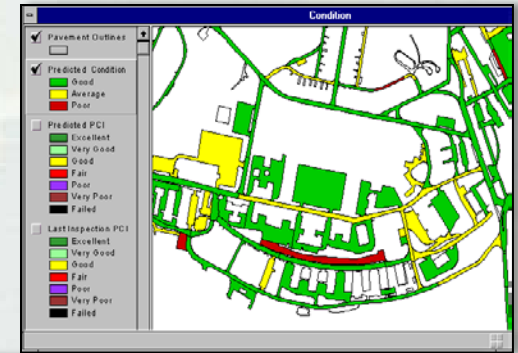 Condition
Pavement Outlines
Predicted Condition
Good
Average
Poor
Predicted PCI
Excellent
Very Good
Good
Fair
Poor
Very Poor
Failed
Last Inspection PCI
Excellent
Very Good
Good
Fair
Poor
Very Poor
Failed